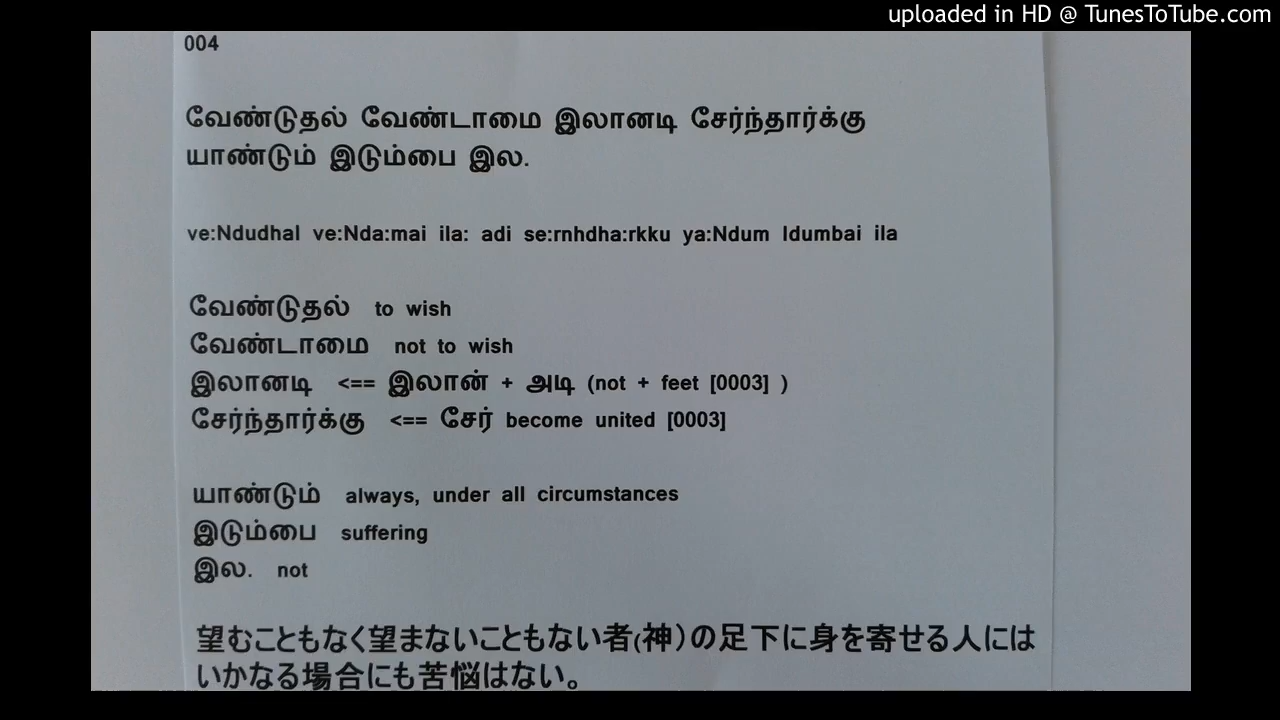 uploaded in HD @ TunesToTube.com
004
வேண்டுதல் வேண்டாமை இலானடி சேர்ந்தார்க்கு
யாண்டும் இடும்பை இல.
ve:Ndudhal ve:Nda:mai ila: adi se:rnhdha:rkku ya:Ndum Idumbai ila
வேண்டுதல் to wish
வேண்டாமை not to wish
இலானடி <== இலான் + அடி (not + feet [0003] )
சேர்ந்தார்க்கு <== சேர் become united [0003]
யாண்டும் always, under all circumstances
இடும்பை suffering
இல. not
望むこともなく望まないこともない者(神)の足下に身を寄せる人には
いかなる場合にも苦悩はない。